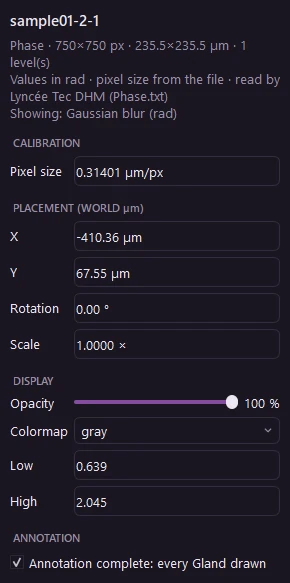 sample01-2-1
Phase · 750×750 px · 235.5×235.5 µm · 1
level(s)
Values in rad · pixel size from the file · read by
Lyncée Tec DHM (Phase.txt)
Showing: Gaussian blur (rad)
CALIBRATION
Pixel size 0.31401 µm/px
PLACEMENT (WORLD µm)
X -410.36 µm
Y 67.55 µm
Rotation 0.00 °
Scale 1.0000 ×
DISPLAY
Opacity 100 %
Colormap gray
Low 0.639
High 2.045
ANNOTATION
Annotation complete: every Gland drawn